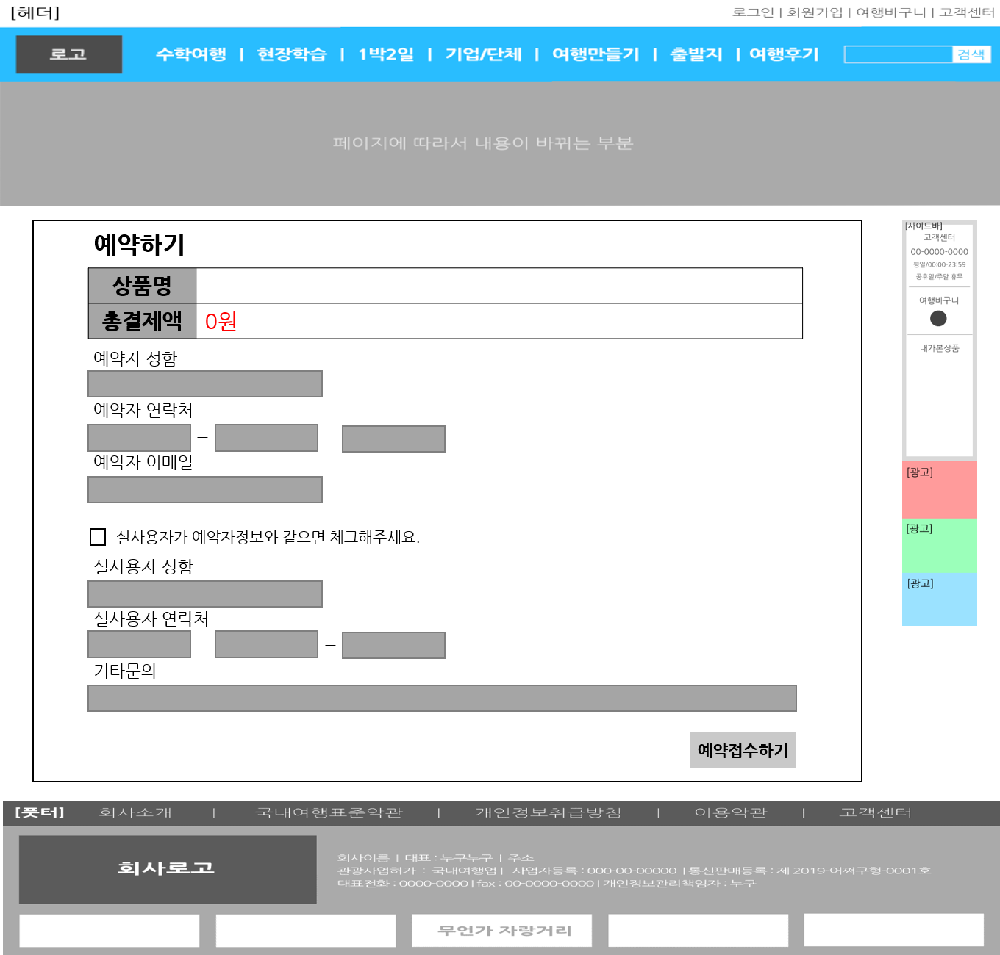 [헤더]
로그인 | 회원가입 | 여행바구니 | 고객센터
로고
수학여행 | 현장학습 | 1박2일 | 기업/단체 | 여행만들기 | 출발지 | 여행후기
검색
페이지에 따라서 내용이 바뀌는 부분
예약하기
상품명
총결제액 0원
예약자 성함
예약자 연락처
– –
예약자 이메일
실사용자가 예약자정보와 같으면 체크해주세요.
실사용자 성함
실사용자 연락처
– –
기타문의
예약접수하기
[사이드바]
고객센터
00-0000-0000
평일/00:00-23:59
공휴일/주말 휴무
여행바구니
내가본상품
[광고]
[광고]
[광고]
[풋터] 회사소개 | 국내여행표준약관 | 개인정보취급방침 | 이용약관 | 고객센터
회사로고
회사이름 | 대표 : 누구누구 | 주소
관광사업허가 : 국내여행업 | 사업자등록 : 000-00-00000 | 통신판매등록 : 제 2019-어쩌구형-0001호
대표전화 : 0000-0000 | fax : 00-0000-0000 | 개인정보관리책임자 : 누구
무언가 자랑거리